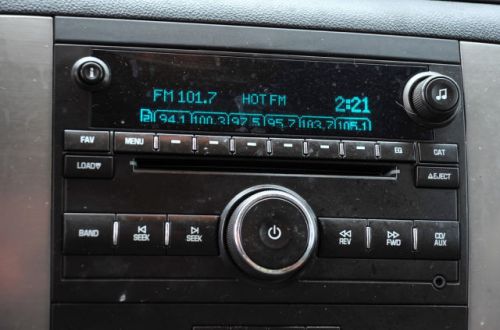 FM 101.7 HOT FM 2:21
94.1 100.3 97.5 95.7 103.7 105.1
FAV MENU EQ CAT
LOAD EJECT
BAND SEEK SEEK REV FWD CD/
AUX